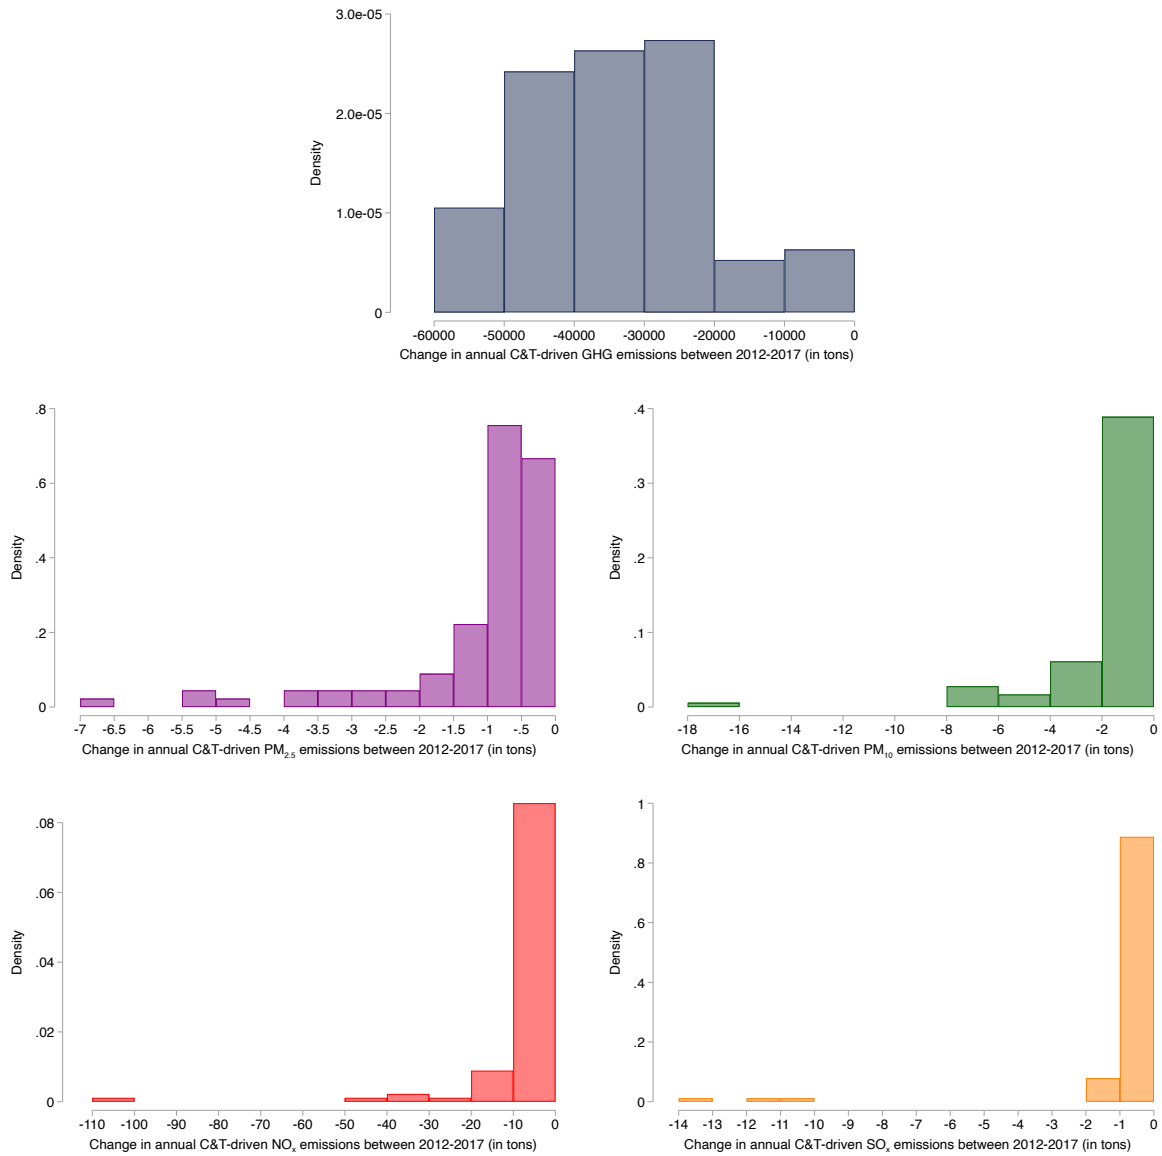 3.0e-05
2.0e-05
1.0e-05
0
Density
-60000 -50000 -40000 -30000 -20000 -10000 0
Change in annual C&T-driven GHG emissions between 2012-2017 (in tons)
.8
.6
.4
.2
0
Density
-7 -6.5 -6 -5.5 -5 -4.5 -4 -3.5 -3 -2.5 -2 -1.5 -1 -.5 0
Change in annual C&T-driven PM2.5 emissions between 2012-2017 (in tons)
.4
.3
.2
.1
0
Density
-18 -16 -14 -12 -10 -8 -6 -4 -2 0
Change in annual C&T-driven PM10 emissions between 2012-2017 (in tons)
.08
.06
.04
.02
0
Density
-110 -100 -90 -80 -70 -60 -50 -40 -30 -20 -10 0
Change in annual C&T-driven NOx emissions between 2012-2017 (in tons)
1
.8
.6
.4
.2
0
Density
-14 -13 -12 -11 -10 -9 -8 -7 -6 -5 -4 -3 -2 -1 0
Change in annual C&T-driven SOx emissions between 2012-2017 (in tons)